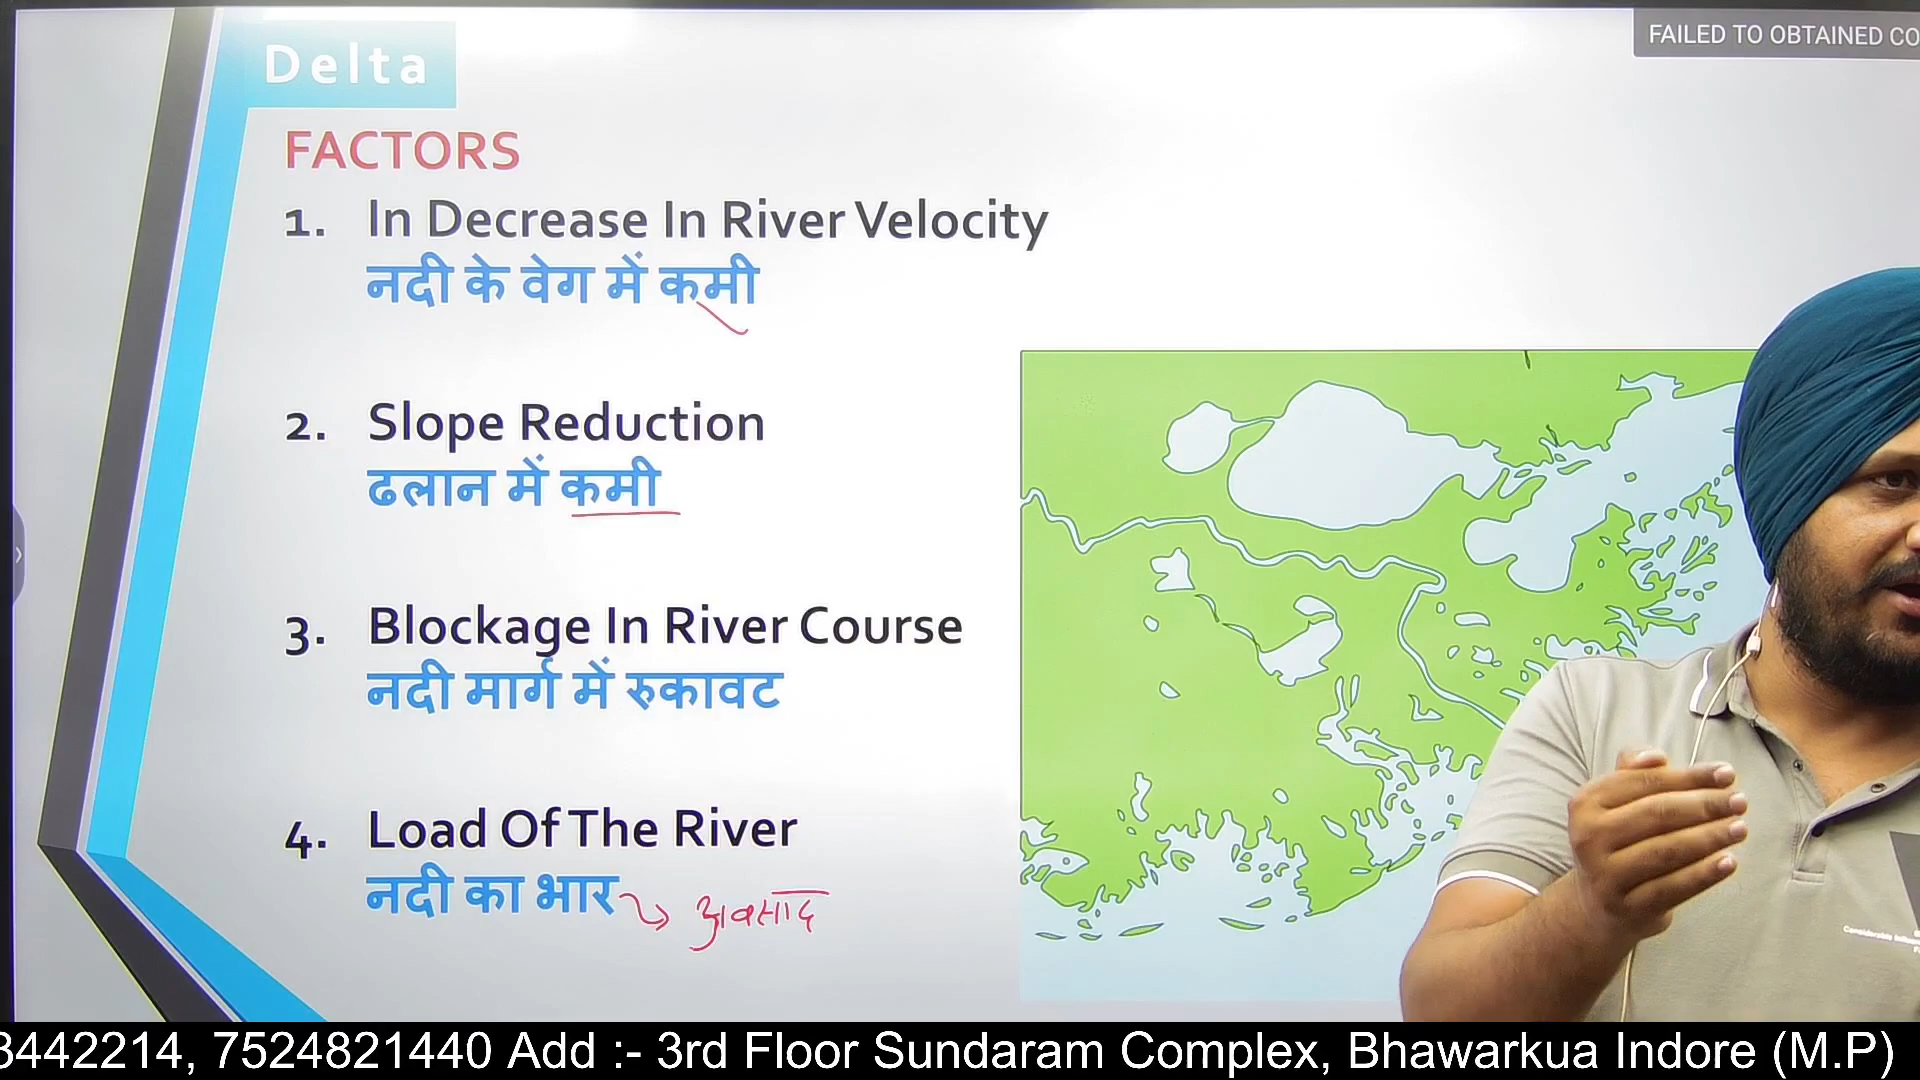 Delta
FAILED TO OBTAINED CO
FACTORS
1. In Decrease In River Velocity
नदी के वेग में कमी
2. Slope Reduction
ढलान में कमी
3. Blockage In River Course
नदी मार्ग में रुकावट
4. Load Of The River
नदी का भार
अवसाद
3442214, 7524821440 Add :- 3rd Floor Sundaram Complex, Bhawarkua Indore (M.P)